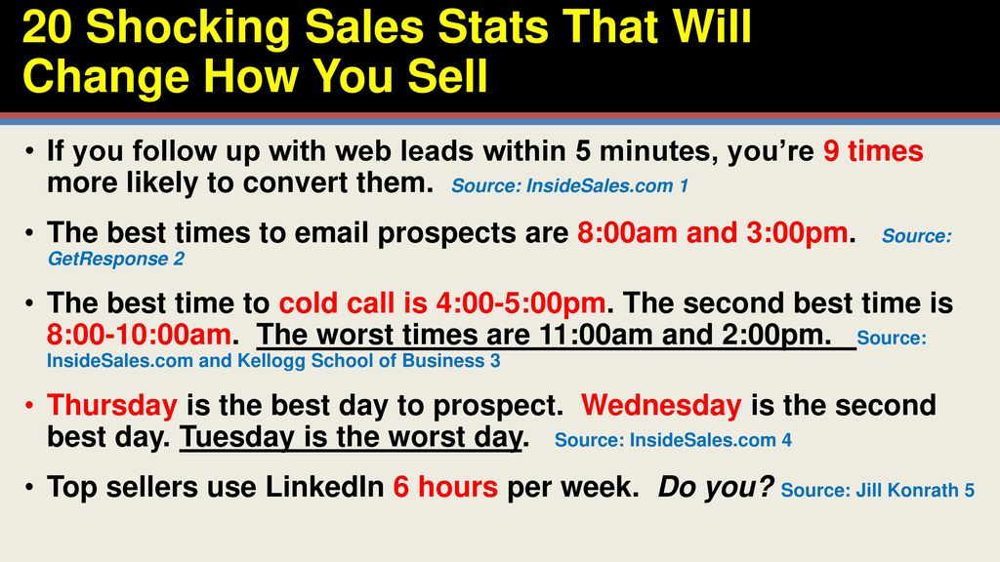 20 Shocking Sales Stats That Will
Change How You Sell
• If you follow up with web leads within 5 minutes, you’re 9 times
more likely to convert them. Source: InsideSales.com 1
• The best times to email prospects are 8:00am and 3:00pm. Source:
GetResponse 2
• The best time to cold call is 4:00-5:00pm. The second best time is
8:00-10:00am. The worst times are 11:00am and 2:00pm. Source:
InsideSales.com and Kellogg School of Business 3
• Thursday is the best day to prospect. Wednesday is the second
best day. Tuesday is the worst day. Source: InsideSales.com 4
• Top sellers use LinkedIn 6 hours per week. Do you? Source: Jill Konrath 5